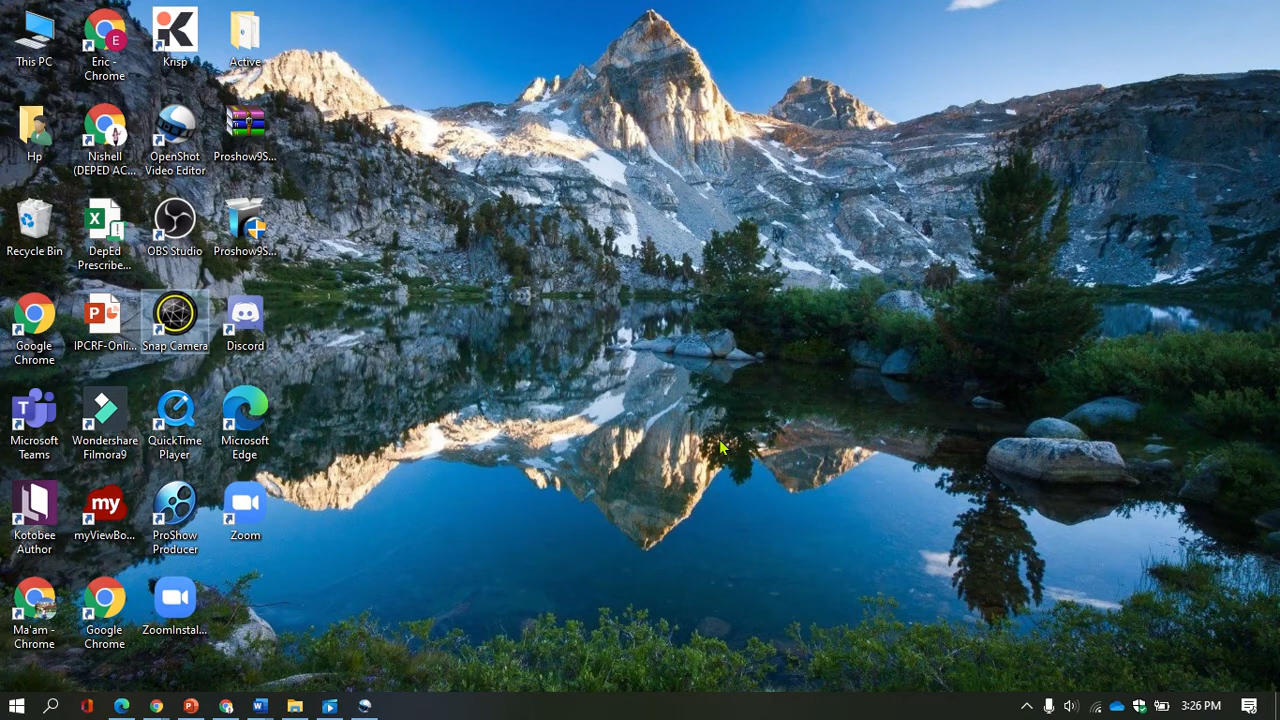 This PC
Eric -
Chrome
Krisp
Active
Hp
Nishell
(DEPED AC...
OpenShot
Video Editor
Proshow9S...
Recycle Bin
DepEd
Prescribe...
OBS Studio
Proshow9S...
Google
Chrome
IPCRF-Onli...
Snap Camera
Discord
Microsoft
Teams
Wondershare
Filmora9
QuickTime
Player
Microsoft
Edge
Kotobee
Author
my
myViewBo...
ProShow
Producer
Zoom
Ma'am -
Chrome
Google
Chrome
ZoomInstal...
3:26 PM